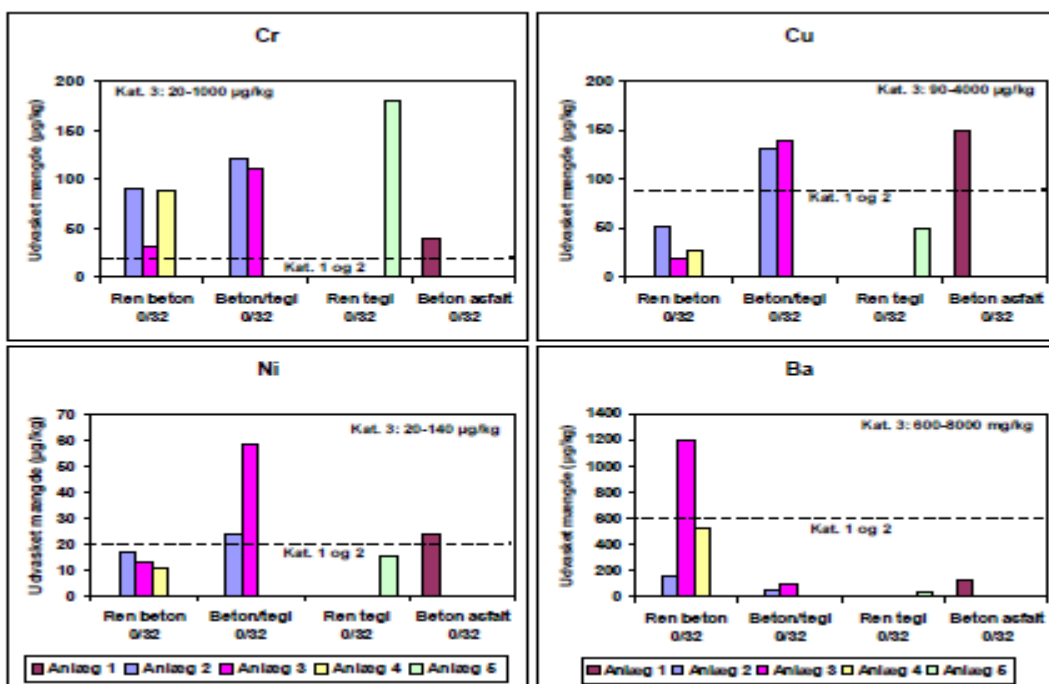 Cr
Udvasket mængde (µg/kg)
200
150
100
50
0
Kat. 3: 20-1000 µg/kg
Kat. 1 og 2
Ren beton Beton/tegl Ren tegl Beton asfalt
0/32 0/32 0/32 0/32
Cu
Udvasket mængde (µg/kg)
200
150
100
50
0
Kat. 3: 90-4000 µg/kg
Kat. 1 og 2
Ren beton Beton/tegl Ren tegl Beton asfalt
0/32 0/32 0/32 0/32
Ni
Udvasket mængde (µg/kg)
70
60
50
40
30
20
10
0
Kat. 3: 20-140 µg/kg
Kat. 1 og 2
Ren beton Beton/tegl Ren tegl Beton asfalt
0/32 0/32 0/32 0/32
Anlæg 1 Anlæg 2 Anlæg 3 Anlæg 4 Anlæg 5
Ba
Udvasket mængde (µg/kg)
1400
1200
1000
800
600
400
200
0
Kat. 3: 600-8000 mg/kg
Kat. 1 og 2
Ren beton Beton/tegl Ren tegl Beton asfalt
0/32 0/32 0/32 0/32
Anlæg 1 Anlæg 2 Anlæg 3 Anlæg 4 Anlæg 5